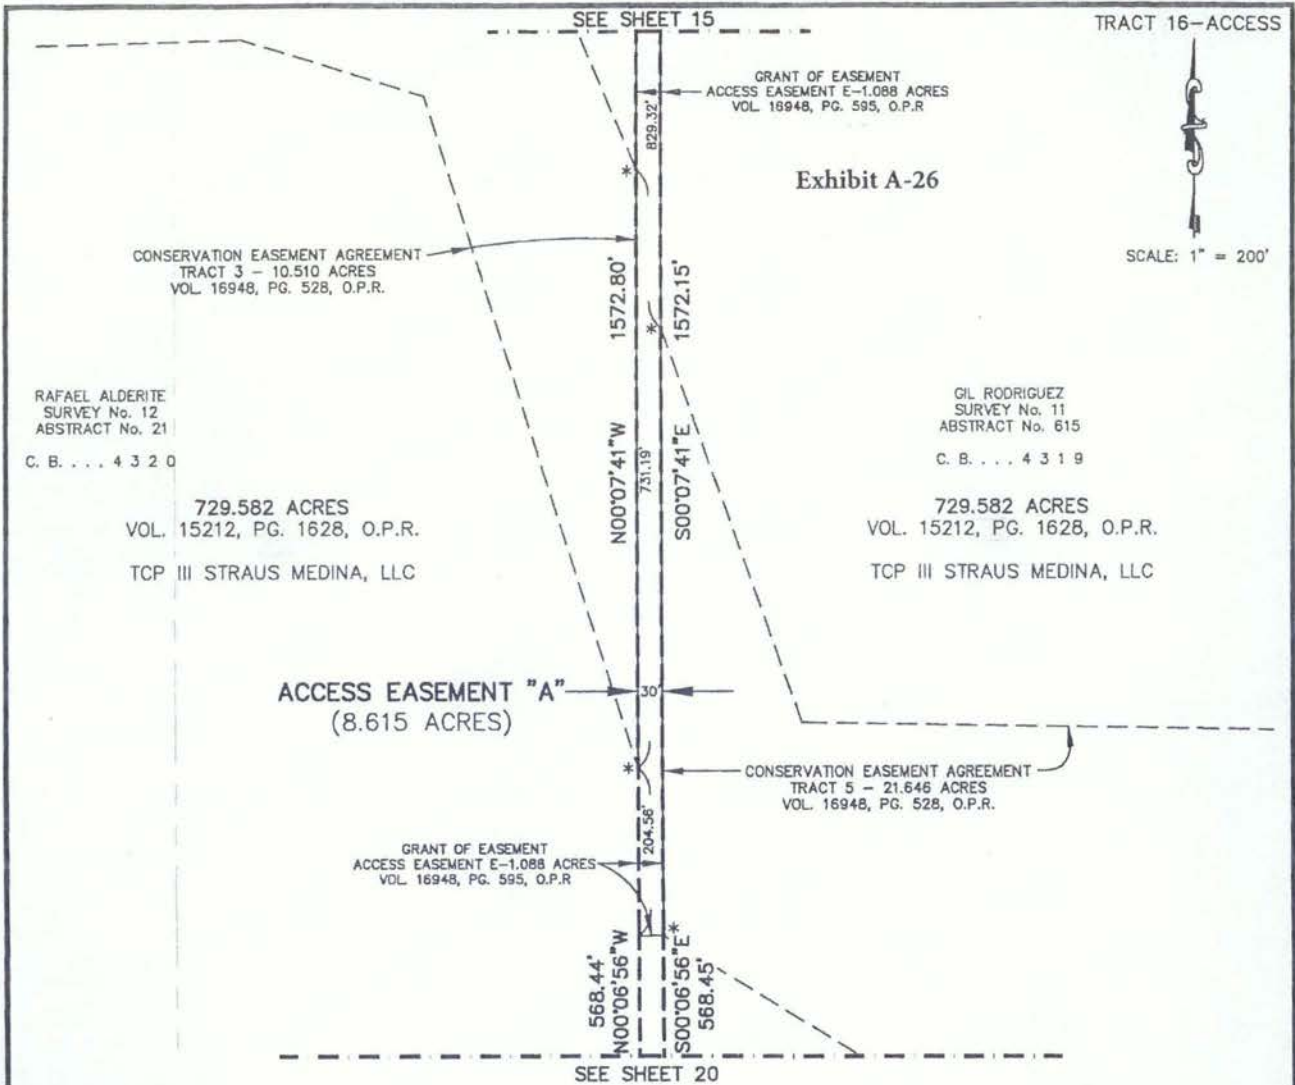 SEE SHEET 15
TRACT 16-ACCESS
GRANT OF EASEMENT
ACCESS EASEMENT E-1.088 ACRES
VOL. 16948, PG. 595, O.P.R
829.32'
Exhibit A-26
*
SCALE: 1" = 200'
CONSERVATION EASEMENT AGREEMENT
TRACT 3 - 10.510 ACRES
VOL. 16948, PG. 528, O.P.R.
1572.80'
1572.15'
*
RAFAEL ALDERITE
SURVEY No. 12
ABSTRACT No. 21
C. B. . . . 4 3 2 0
GIL RODRIGUEZ
SURVEY No. 11
ABSTRACT No. 615
C. B. . . . 4 3 1 9
N00°07'41"W
731.19'
S00°07'41"E
729.582 ACRES
VOL. 15212, PG. 1628, O.P.R.
TCP III STRAUS MEDINA, LLC
729.582 ACRES
VOL. 15212, PG. 1628, O.P.R.
TCP III STRAUS MEDINA, LLC
ACCESS EASEMENT "A"
(8.615 ACRES)
30'
*
CONSERVATION EASEMENT AGREEMENT
TRACT 5 - 21.646 ACRES
VOL. 16948, PG. 528, O.P.R.
204.56'
GRANT OF EASEMENT
ACCESS EASEMENT E-1.088 ACRES
VOL. 16948, PG. 595, O.P.R
*
568.44'
N00°06'56"W
S00°06'56"E
568.45'
SEE SHEET 20